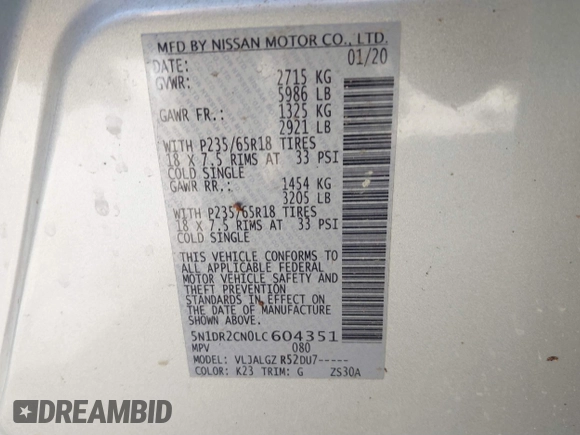 MFD BY NISSAN MOTOR CO., LTD.
DATE: 01/20
GVWR: 2715 KG
5986 LB
GAWR FR.: 1325 KG
2921 LB
WITH P235/65R18 TIRES
18 X 7.5 RIMS AT 33 PSI
COLD SINGLE
GAWR RR.: 1454 KG
3205 LB
WITH P235/65R18 TIRES
18 X 7.5 RIMS AT 33 PSI
COLD SINGLE
THIS VEHICLE CONFORMS TO
ALL APPLICABLE FEDERAL
MOTOR VEHICLE SAFETY AND
THEFT PREVENTION
STANDARDS IN EFFECT ON THE
DATE OF MANUFACTURE
SHOWN ABOVE.
5N1DR2CN0LC604351
MPV 080
MODEL: VLJALGZ R52DU7-----
COLOR: K23 TRIM: G ZS30A
DREAMBID